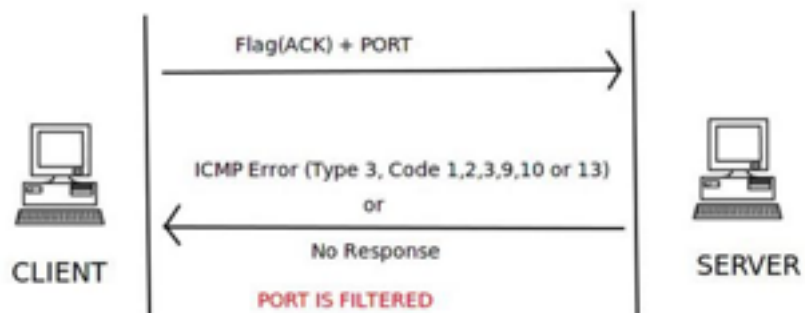 Flag(ACK) + PORT
ICMP Error (Type 3, Code 1,2,3,9,10 or 13)
or
No Response
CLIENT
SERVER
PORT IS FILTERED